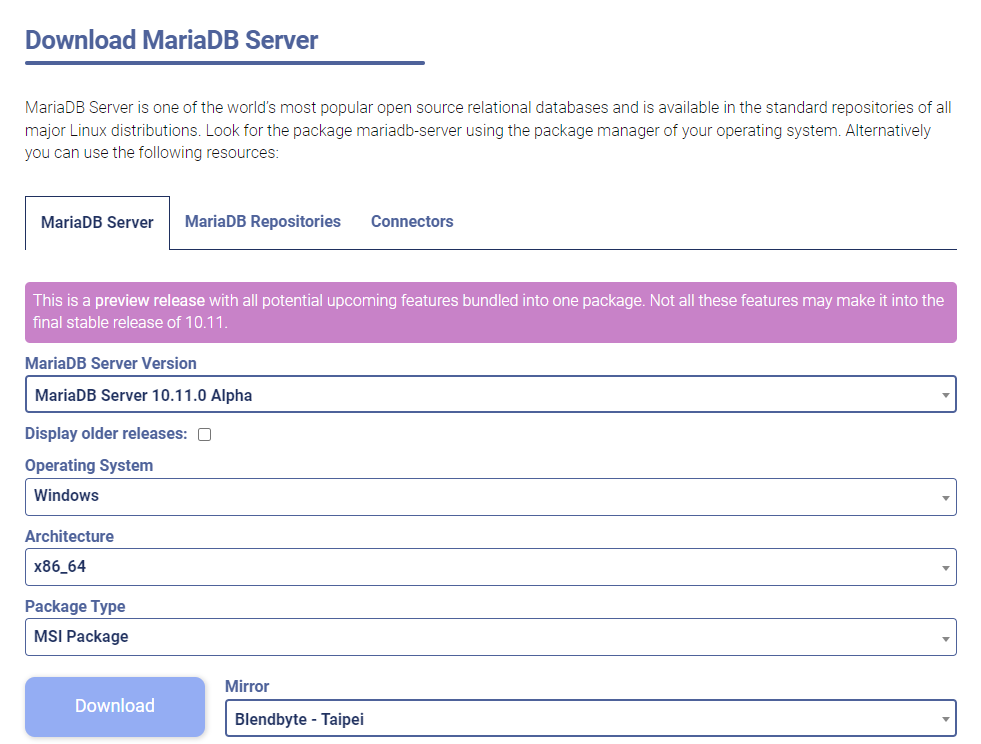 Download MariaDB Server
MariaDB Server is one of the world's most popular open source relational databases and is available in the standard repositories of all
major Linux distributions. Look for the package mariadb-server using the package manager of your operating system. Alternatively
you can use the following resources:
MariaDB Server
MariaDB Repositories
Connectors
This is a preview release with all potential upcoming features bundled into one package. Not all these features may make it into the
final stable release of 10.11.
MariaDB Server Version
MariaDB Server 10.11.0 Alpha
Display older releases:
Operating System
Windows
Architecture
x86_64
Package Type
MSI Package
Download
Mirror
Blendbyte - Taipei